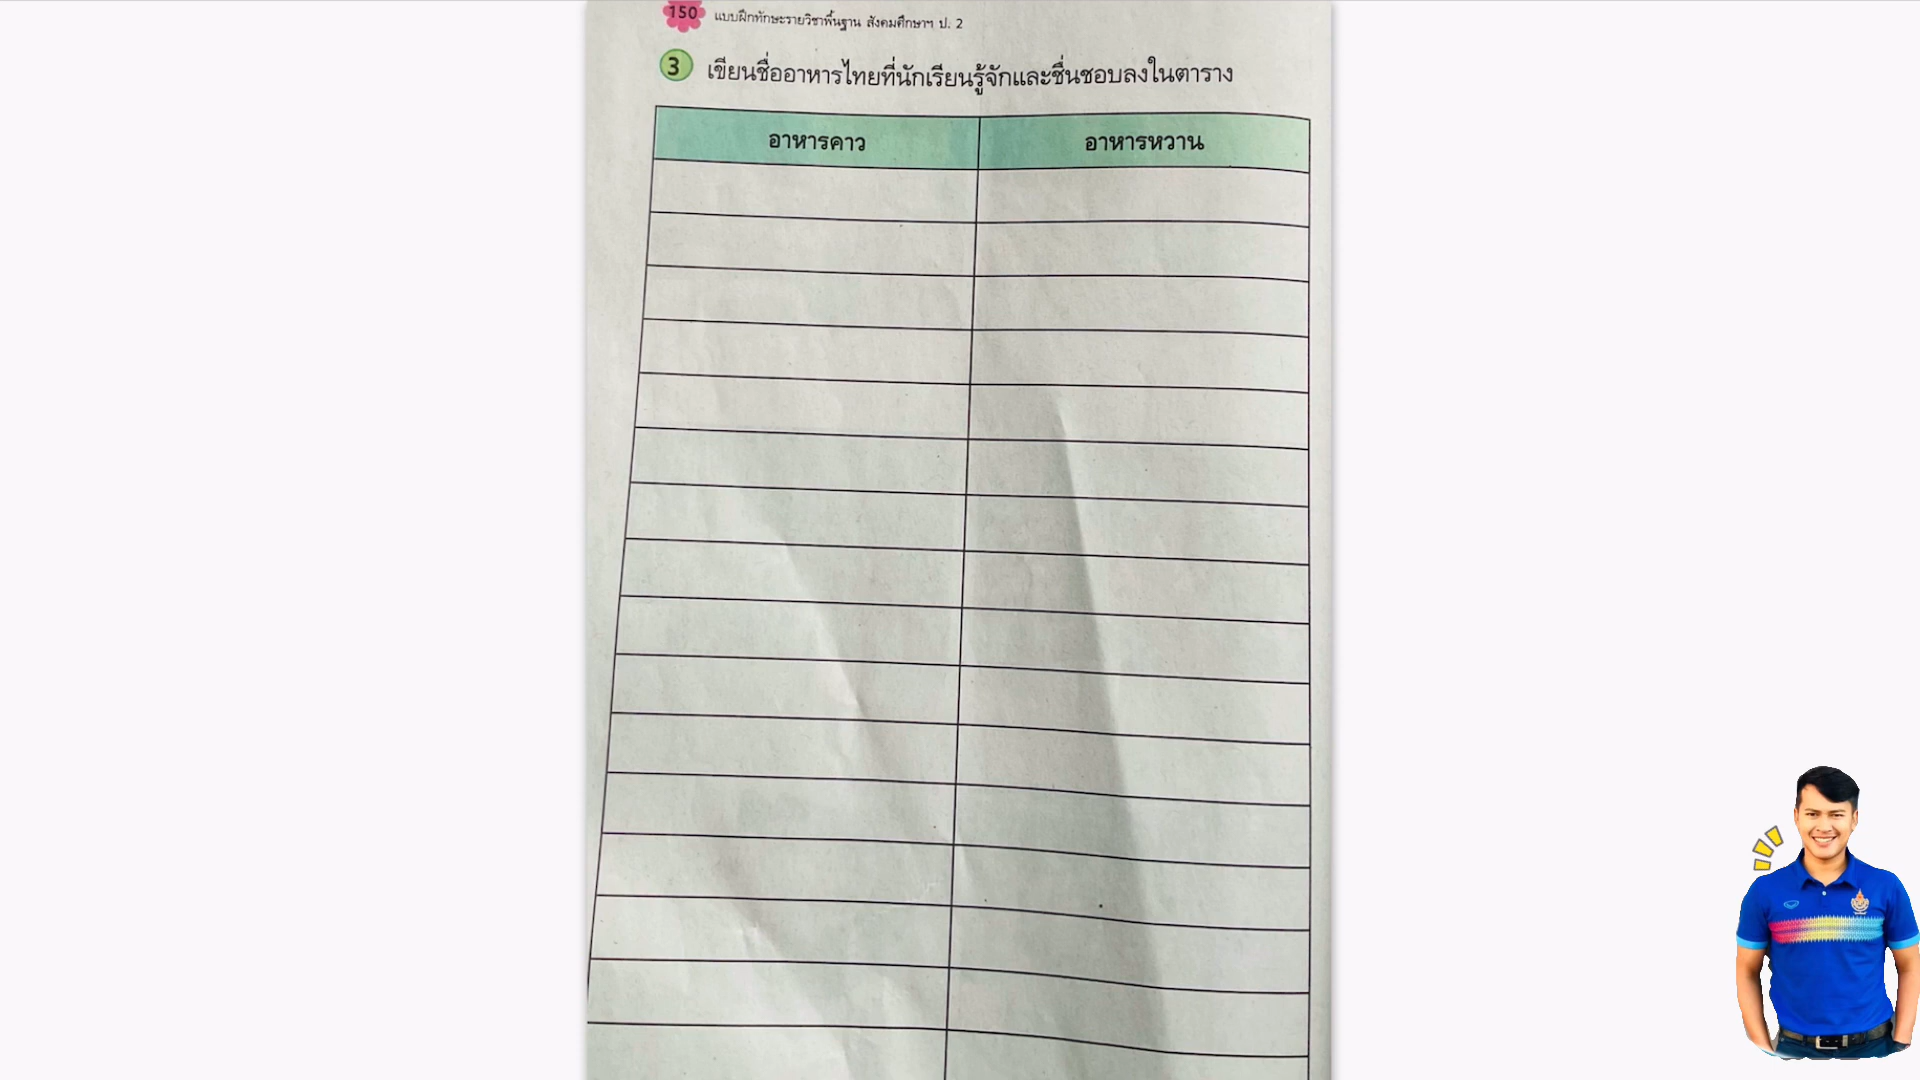 150 แบบฝึกทักษะรายวิชาพื้นฐาน สังคมศึกษาฯ ป. 2
3 เขียนชื่ออาหารไทยที่นักเรียนรู้จักและชื่นชอบลงในตาราง
อาหารคาว อาหารหวาน